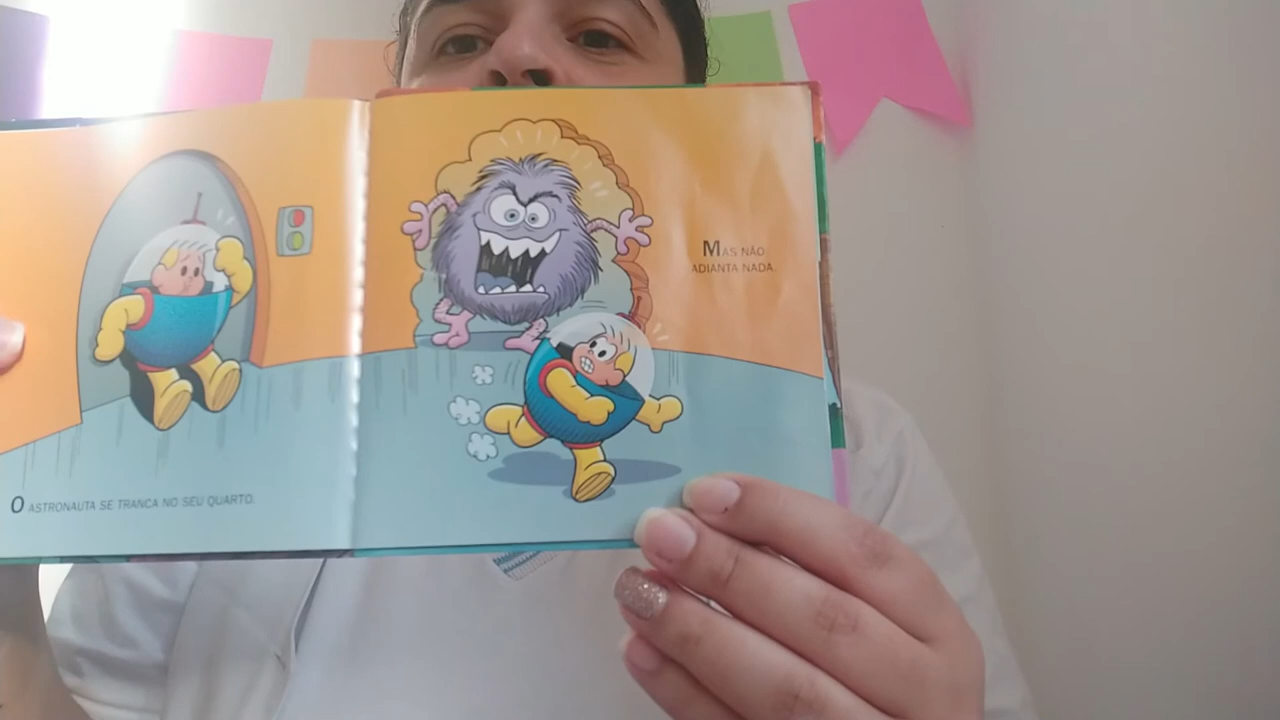 O ASTRONAUTA SE TRANCA NO SEU QUARTO.
MAS NÃO
ADIANTA NADA.